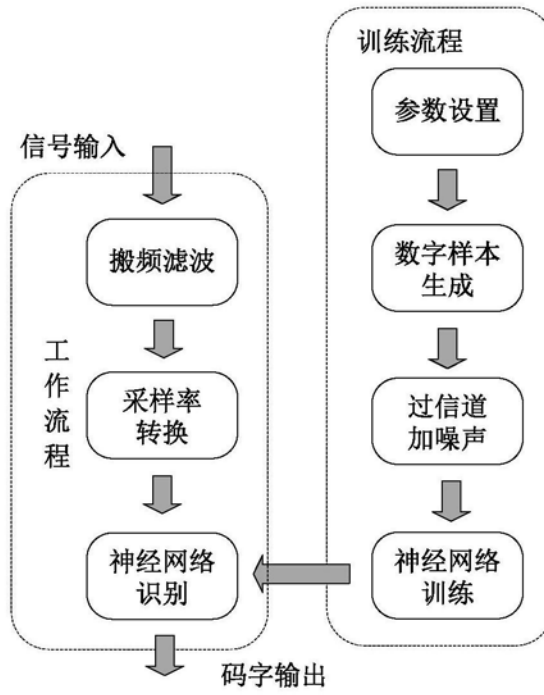 信号输入
工作流程
搬频滤波
采样率
转换
神经网络
识别
码字输出
训练流程
参数设置
数字样本
生成
过信道
加噪声
神经网络
训练